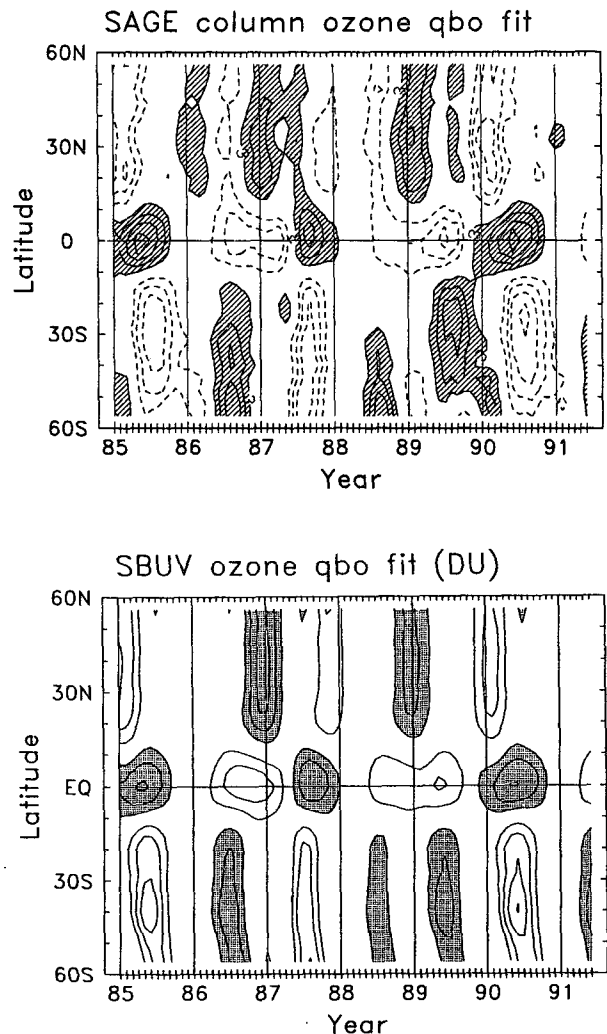 SAGE column ozone qbo fit
60N
30N
0
30S
60S
Latitude
85 86 87 88 89 90 91
Year
SBUV ozone qbo fit (DU)
60N
30N
EQ
30S
60S
Latitude
85 86 87 88 89 90 91
Year